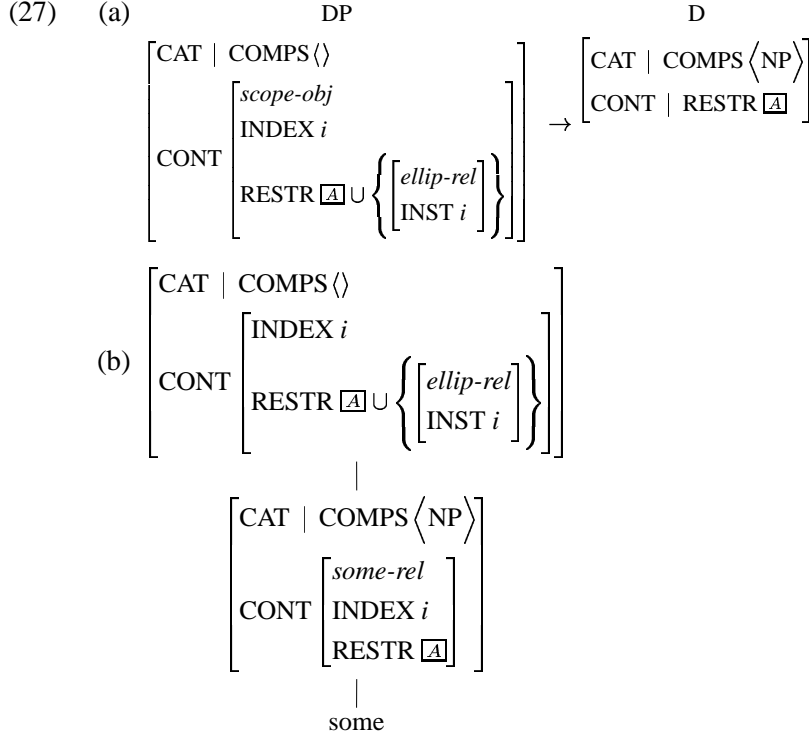 (27) (a) DP D
[CAT | COMPS⟨⟩
CONT [scope-obj
INDEX i
RESTR [A] ∪ {[ellip-rel
INST i]}]]
→ [CAT | COMPS⟨NP⟩
CONT | RESTR [A]]
(b) [CAT | COMPS⟨⟩
CONT [INDEX i
RESTR [A] ∪ {[ellip-rel
INST i]}]]
|
[CAT | COMPS⟨NP⟩
CONT [some-rel
INDEX i
RESTR [A]]]
|
some